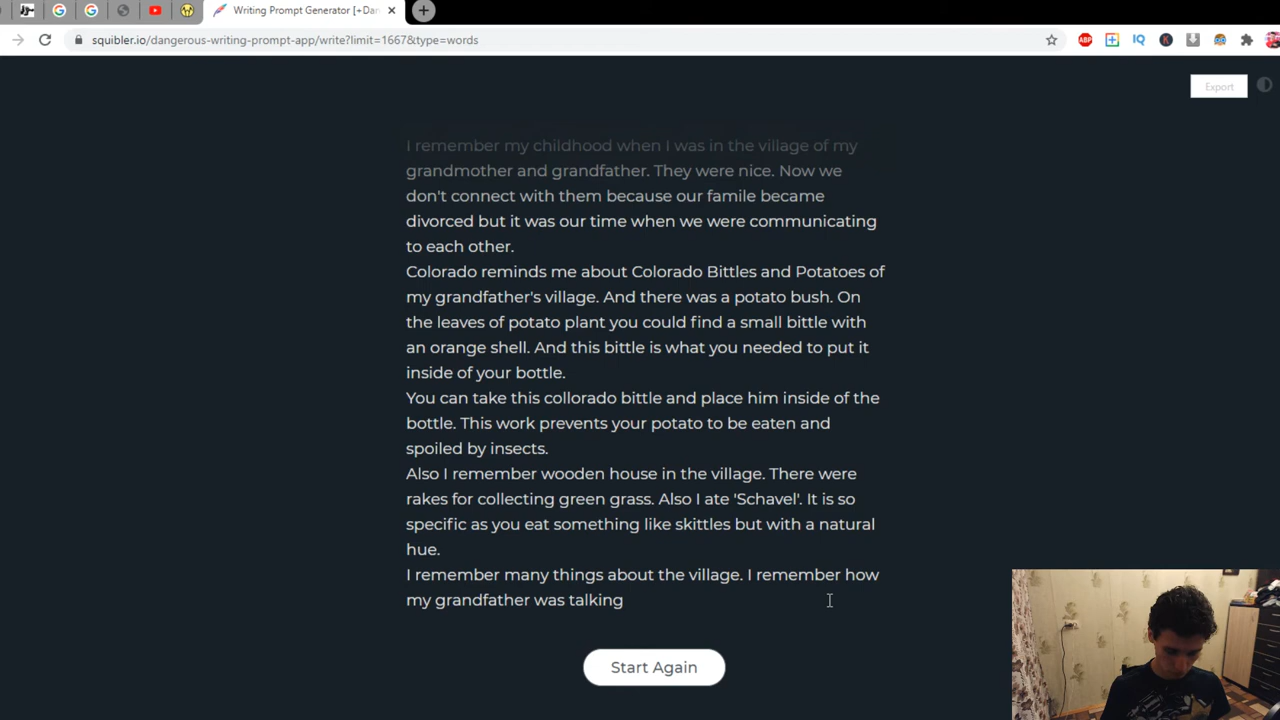 Writing Prompt Generator [+Dan
squibler.io/dangerous-writing-prompt-app/write?limit=1667&type=words
ABP
IQ
K
Export
I remember my childhood when I was in the village of my
grandmother and grandfather. They were nice. Now we
don't connect with them because our famile became
divorced but it was our time when we were communicating
to each other.
Colorado reminds me about Colorado Bittles and Potatoes of
my grandfather's village. And there was a potato bush. On
the leaves of potato plant you could find a small bittle with
an orange shell. And this bittle is what you needed to put it
inside of your bottle.
You can take this collorado bittle and place him inside of the
bottle. This work prevents your potato to be eaten and
spoiled by insects.
Also I remember wooden house in the village. There were
rakes for collecting green grass. Also I ate 'Schavel'. It is so
specific as you eat something like skittles but with a natural
hue.
I remember many things about the village. I remember how
my grandfather was talking
Start Again